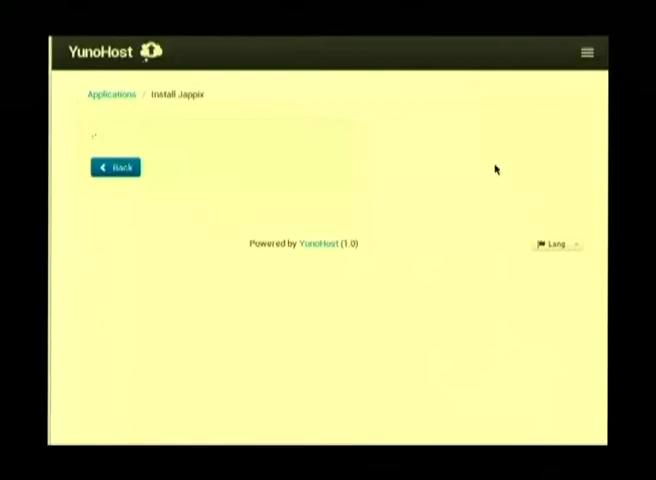 YunoHost
Applications / Install Jappix
Back
Powered by YunoHost (1.0)
Lang